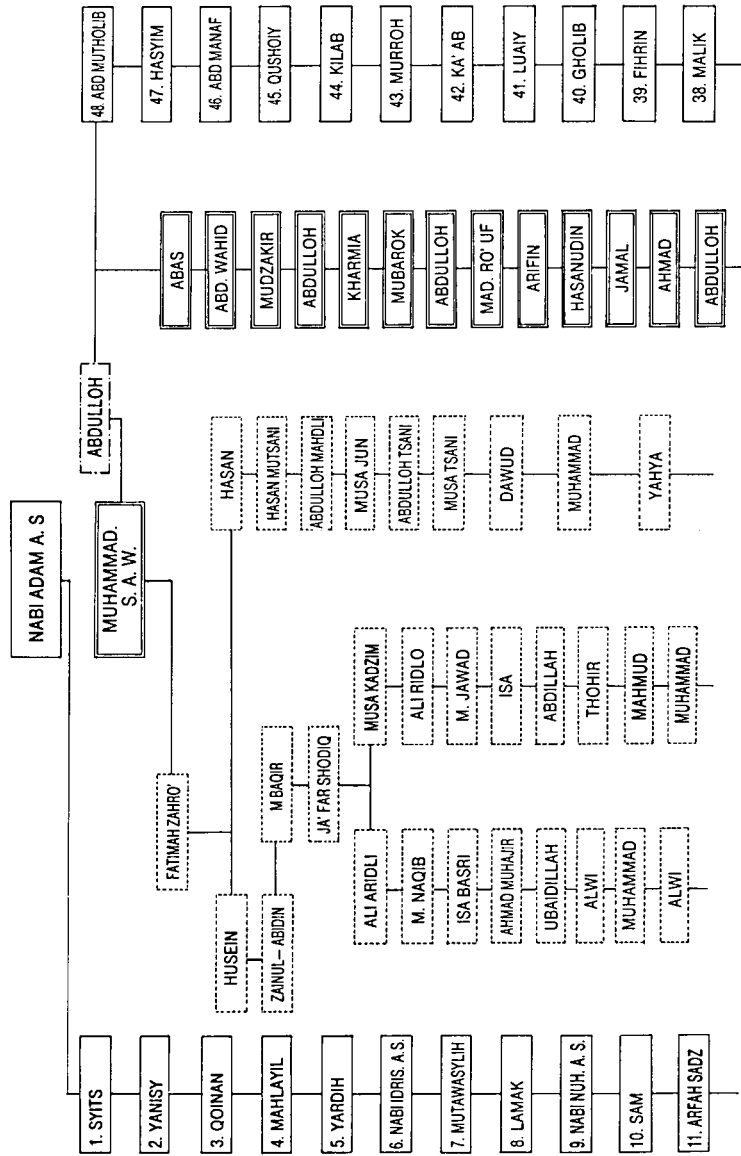 NABI ADAM A. S
1. SYITS
2. YANISY
3. QOINAN
4. MAHLAYIL
5. YARDIH
6. NABI IDRIS. A.S.
7. MUTAWASYLIH
8. LAMAK
9. NABI NUH. A. S.
10. SAM
11. ARFAH SADZ
MUHAMMAD.
S. A. W.
FATIMAH ZAHRO'
HUSEIN
ZAINUL – ABIDIN
M BAQIR
JA' FAR SHODIQ
ALI ARIDLI
M. NAQIB
ISA BASRI
AHMAD MUHAJIR
UBAIDILLAH
ALWI
MUHAMMAD
ALWI
MUSA KADZIM
ALI RIDLO
M. JAWAD
ISA
ABDILLAH
THOHIR
MAHMUD
MUHAMMAD
HASAN
HASAN MUTSANI
ABDULLOH MAHDLI
MUSA JUN
ABDULLOH TSANI
MUSA TSANI
DAWUD
MUHAMMAD
YAHYA
ABDULLOH
ABAS
ABD. WAHID
MUDZAKIR
ABDULLOH
KHARMIA
MUBAROK
ABDULLOH
MAD. RO' UF
ARIFIN
HASANUDIN
JAMAL
AHMAD
ABDULLOH
48. ABD MUTHOLIB
47. HASYIM
46. ABD MANAF
45. QUSHOIY
44. KILAB
43. MURROH
42. KA' AB
41. LUAIY
40. GHOLIB
39. FIHRIN
38. MALIK